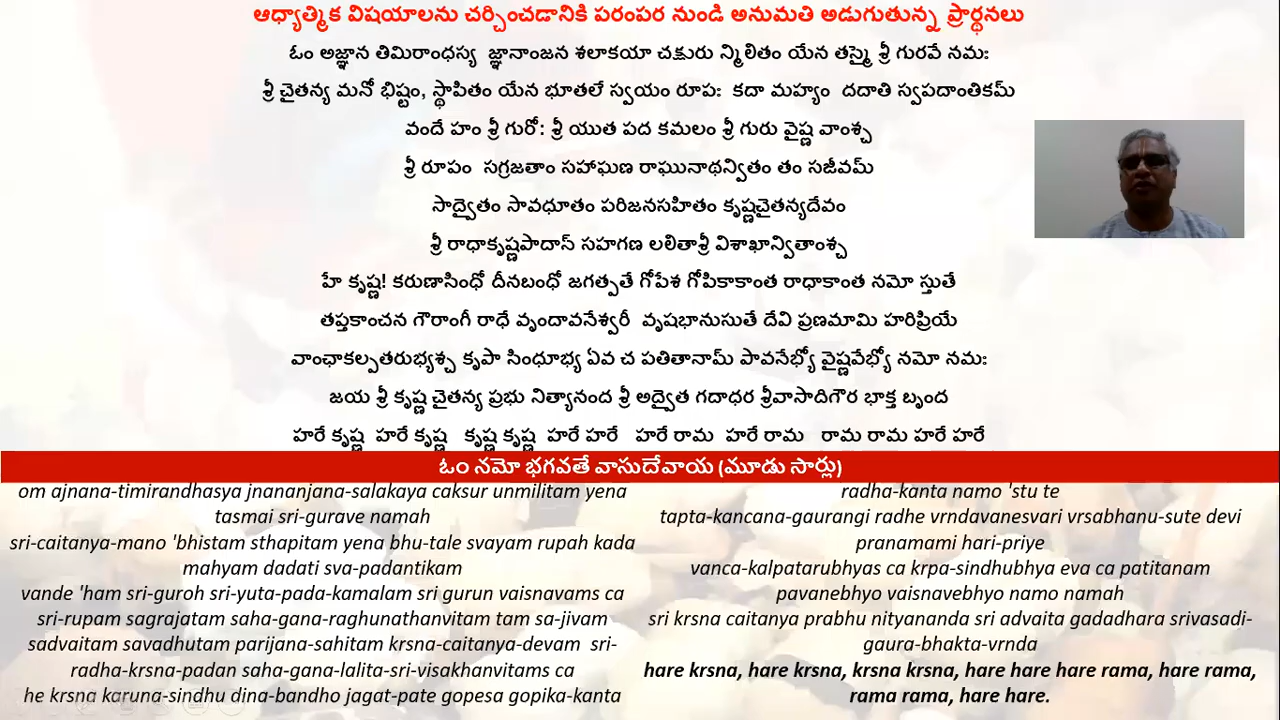 ఆధ్యాత్మిక విషయాలను చర్చించడానికి పరంపర నుండి అనుమతి అడుగుతున్న ప్రార్థనలు
ఓం అజ్ఞాన తిమిరాంధస్య జ్ఞానాంజన శలాకయా చక్షురు న్మిలితం యేన తస్మై శ్రీ గురవే నమః
శ్రీ చైతన్య మనో భిష్టం, స్థాపితం యేన భూతలే స్వయం రూపః కదా మహ్యం దదాతి స్వపదాంతికమ్
వందే హం శ్రీ గురో: శ్రీ యుత పద కమలం శ్రీ గురు వైష్ణ వాంశ్చ
శ్రీ రూపం సగ్రజతాం సహాఘణ రాఘునాథన్వితం తం సజీవమ్
సాద్వైతం సావధూతం పరిజనసహితం కృష్ణచైతన్యదేవం
శ్రీ రాధాకృష్ణపాదాస్ సహగణ లలితాశ్రీ విశాఖాన్వితాంశ్చ
హే కృష్ణ! కరుణాసింధో దీనబంధో జగత్పతే గోపేశ గోపికాకాంత రాధాకాంత నమో స్తుతే
తప్తకాంచన గౌరాంగీ రాధే వృందావనేశ్వరీ వృషభానుసుతే దేవి ప్రణమామి హరిప్రియే
వాంఛాకల్పతరుభ్యశ్చ కృపా సింధూభ్య ఏవ చ పతితానామ్ పావనేభ్యో వైష్ణవేభ్యో నమో నమః
జయ శ్రీ కృష్ణ చైతన్య ప్రభు నిత్యానంద శ్రీ అద్వైత గదాధర శ్రీవాసాదిగౌర భాక్త బృంద
హరే కృష్ణ హరే కృష్ణ కృష్ణ కృష్ణ హరే హరే హరే రామ హరే రామ రామ రామ హరే హరే
ఓం నమో భగవతే వాసుదేవాయ (మూడు సార్లు)
om ajnana-timirandhasya jnananjana-salakaya caksur unmilitam yena
tasmai sri-gurave namah
sri-caitanya-mano 'bhistam sthapitam yena bhu-tale svayam rupah kada
mahyam dadati sva-padantikam
vande 'ham sri-guroh sri-yuta-pada-kamalam sri gurun vaisnavams ca
sri-rupam sagrajatam saha-gana-raghunathanvitam tam sa-jivam
sadvaitam savadhutam parijana-sahitam krsna-caitanya-devam sri-
radha-krsna-padan saha-gana-lalita-sri-visakhanvitams ca
he krsna karuna-sindhu dina-bandho jagat-pate gopesa gopika-kanta
radha-kanta namo 'stu te
tapta-kancana-gaurangi radhe vrndavanesvari vrsabhanu-sute devi
pranamami hari-priye
vanca-kalpatarubhyas ca krpa-sindhubhya eva ca patitanam
pavanebhyo vaisnavebhyo namo namah
sri krsna caitanya prabhu nityananda sri advaita gadadhara srivasadi-
gaura-bhakta-vrnda
hare krsna, hare krsna, krsna krsna, hare hare hare rama, hare rama,
rama rama, hare hare.